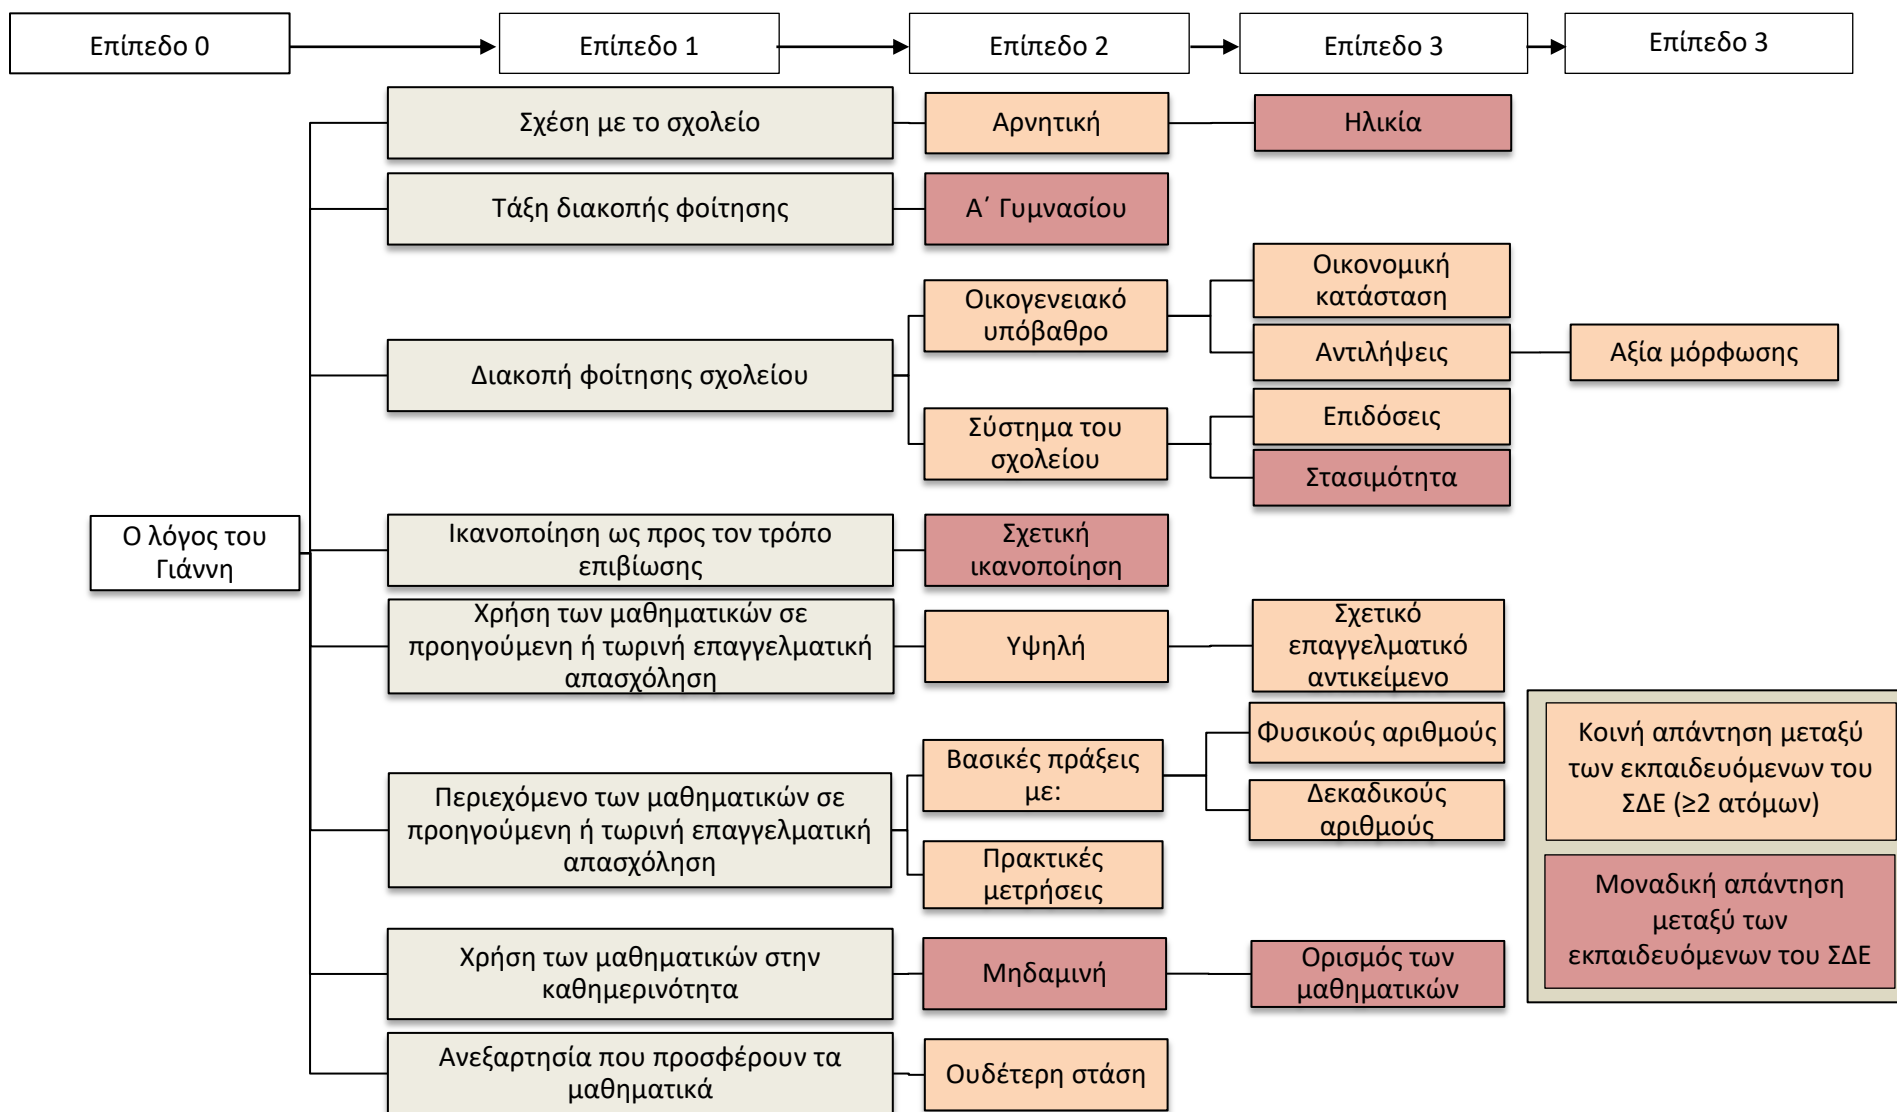 Επίπεδο 0
Επίπεδο 1
Επίπεδο 2
Επίπεδο 3
Επίπεδο 3
Ο λόγος του
Γιάννη
Σχέση με το σχολείο
Αρνητική
Ηλικία
Τάξη διακοπής φοίτησης
Α΄ Γυμνασίου
Διακοπή φοίτησης σχολείου
Οικογενειακό
υπόβαθρο
Οικονομική
κατάσταση
Αντιλήψεις
Αξία μόρφωσης
Σύστημα του
σχολείου
Επιδόσεις
Στασιμότητα
Ικανοποίηση ως προς τον τρόπο
επιβίωσης
Σχετική
ικανοποίηση
Χρήση των μαθηματικών σε
προηγούμενη ή τωρινή επαγγελματική
απασχόληση
Υψηλή
Σχετικό
επαγγελματικό
αντικείμενο
Περιεχόμενο των μαθηματικών σε
προηγούμενη ή τωρινή επαγγελματική
απασχόληση
Βασικές πράξεις
με:
Φυσικούς αριθμούς
Δεκαδικούς
αριθμούς
Πρακτικές
μετρήσεις
Χρήση των μαθηματικών στην
καθημερινότητα
Μηδαμινή
Ορισμός των
μαθηματικών
Ανεξαρτησία που προσφέρουν τα
μαθηματικά
Ουδέτερη στάση
Κοινή απάντηση μεταξύ
των εκπαιδευόμενων του
ΣΔΕ (≥2 ατόμων)
Μοναδική απάντηση
μεταξύ των
εκπαιδευόμενων του ΣΔΕ